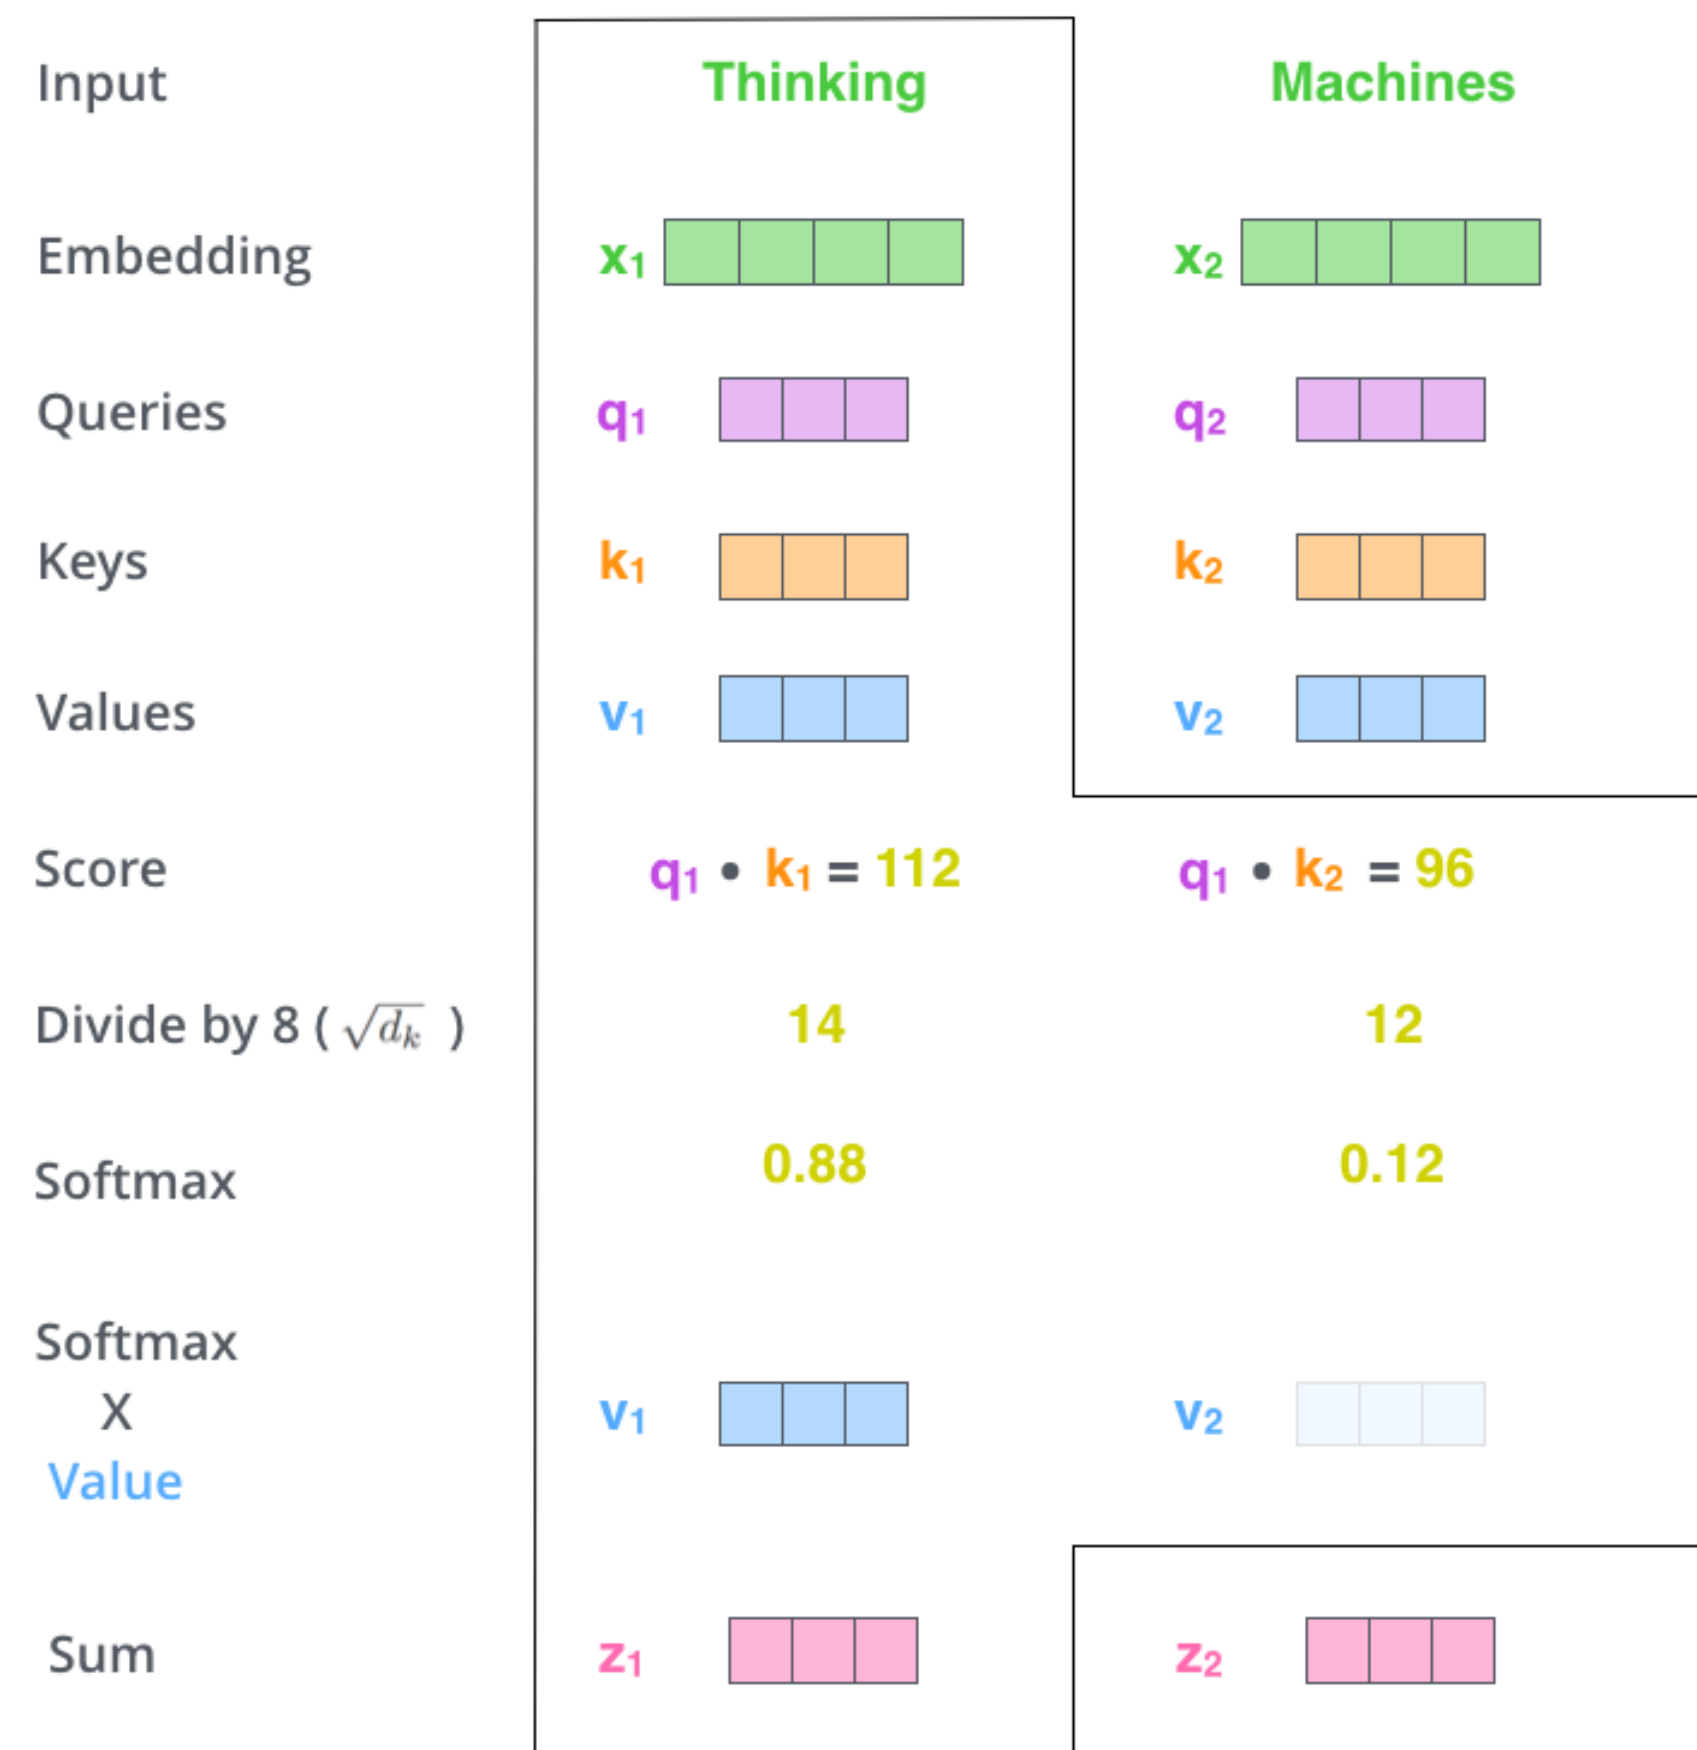 Input Thinking Machines
Embedding x₁ x₂
Queries q₁ q₂
Keys k₁ k₂
Values v₁ v₂
Score q₁ • k₁ = 112 q₁ • k₂ = 96
Divide by 8 ( √dₖ ) 14 12
Softmax 0.88 0.12
Softmax
X
v₁ v₂
Value
Sum z₁ z₂